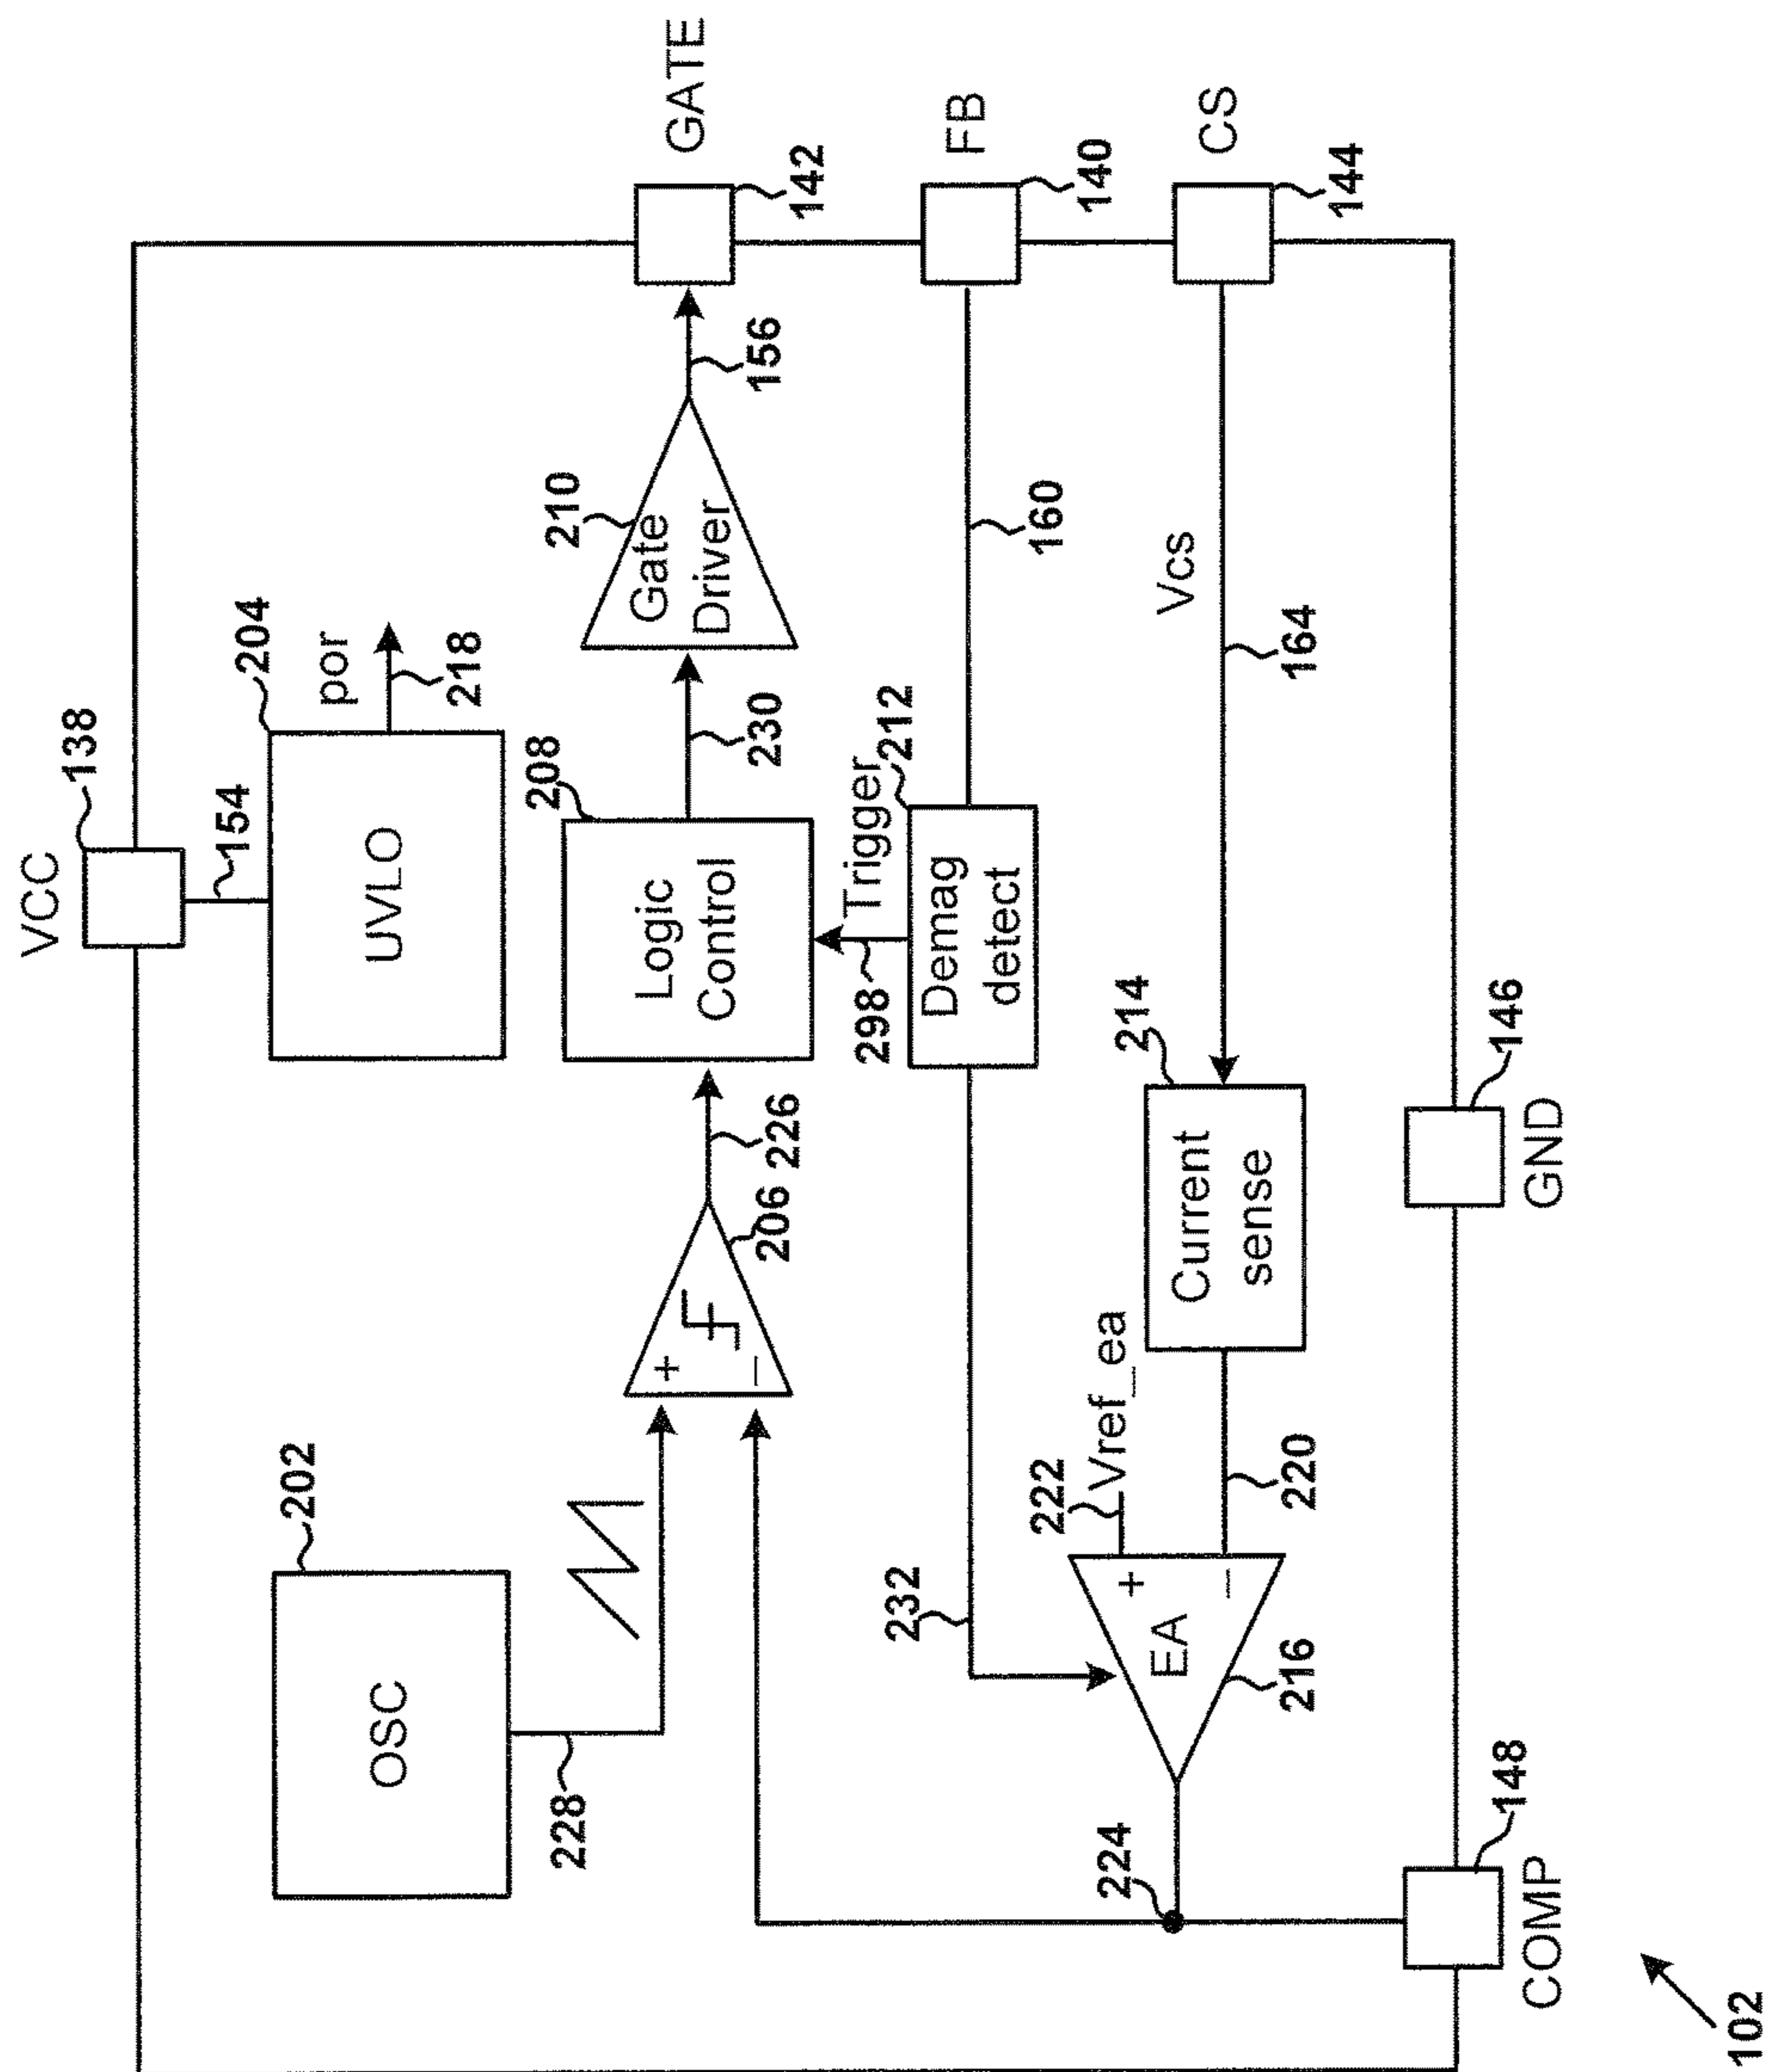 VCC
138
154
UVLO
204
por
218
OSC
202
228
+
−
206
226
Logic
Control
208
230
Gate
Driver
210
156
GATE
142
Trigger
298
Demag
detect
212
160
FB
140
232
Vcs
164
CS
144
Current
sense
214
220
Vref_ea
222
EA
+
−
216
224
COMP
148
GND
146
102